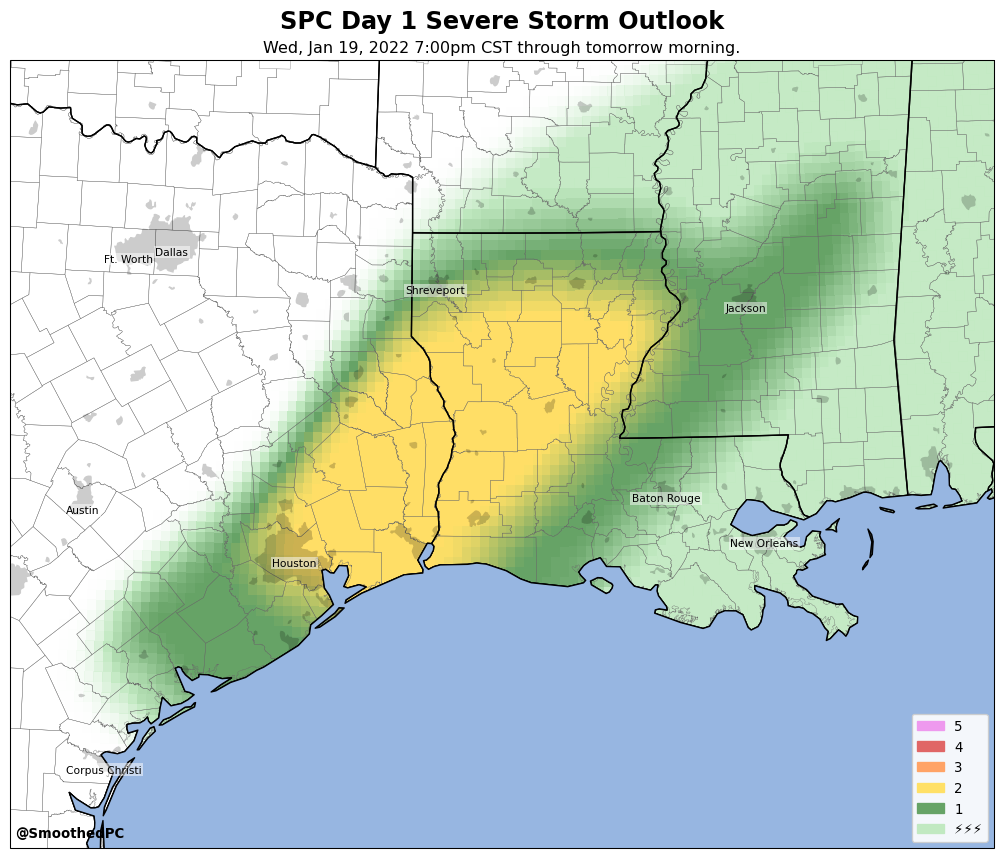 SPC Day 1 Severe Storm Outlook
Wed, Jan 19, 2022 7:00pm CST through tomorrow morning.
Ft. Worth
Dallas
Shreveport
Jackson
Austin
Baton Rouge
New Orleans
Houston
Corpus Christi
5
4
3
2
1
⚡⚡⚡
@SmoothedPC